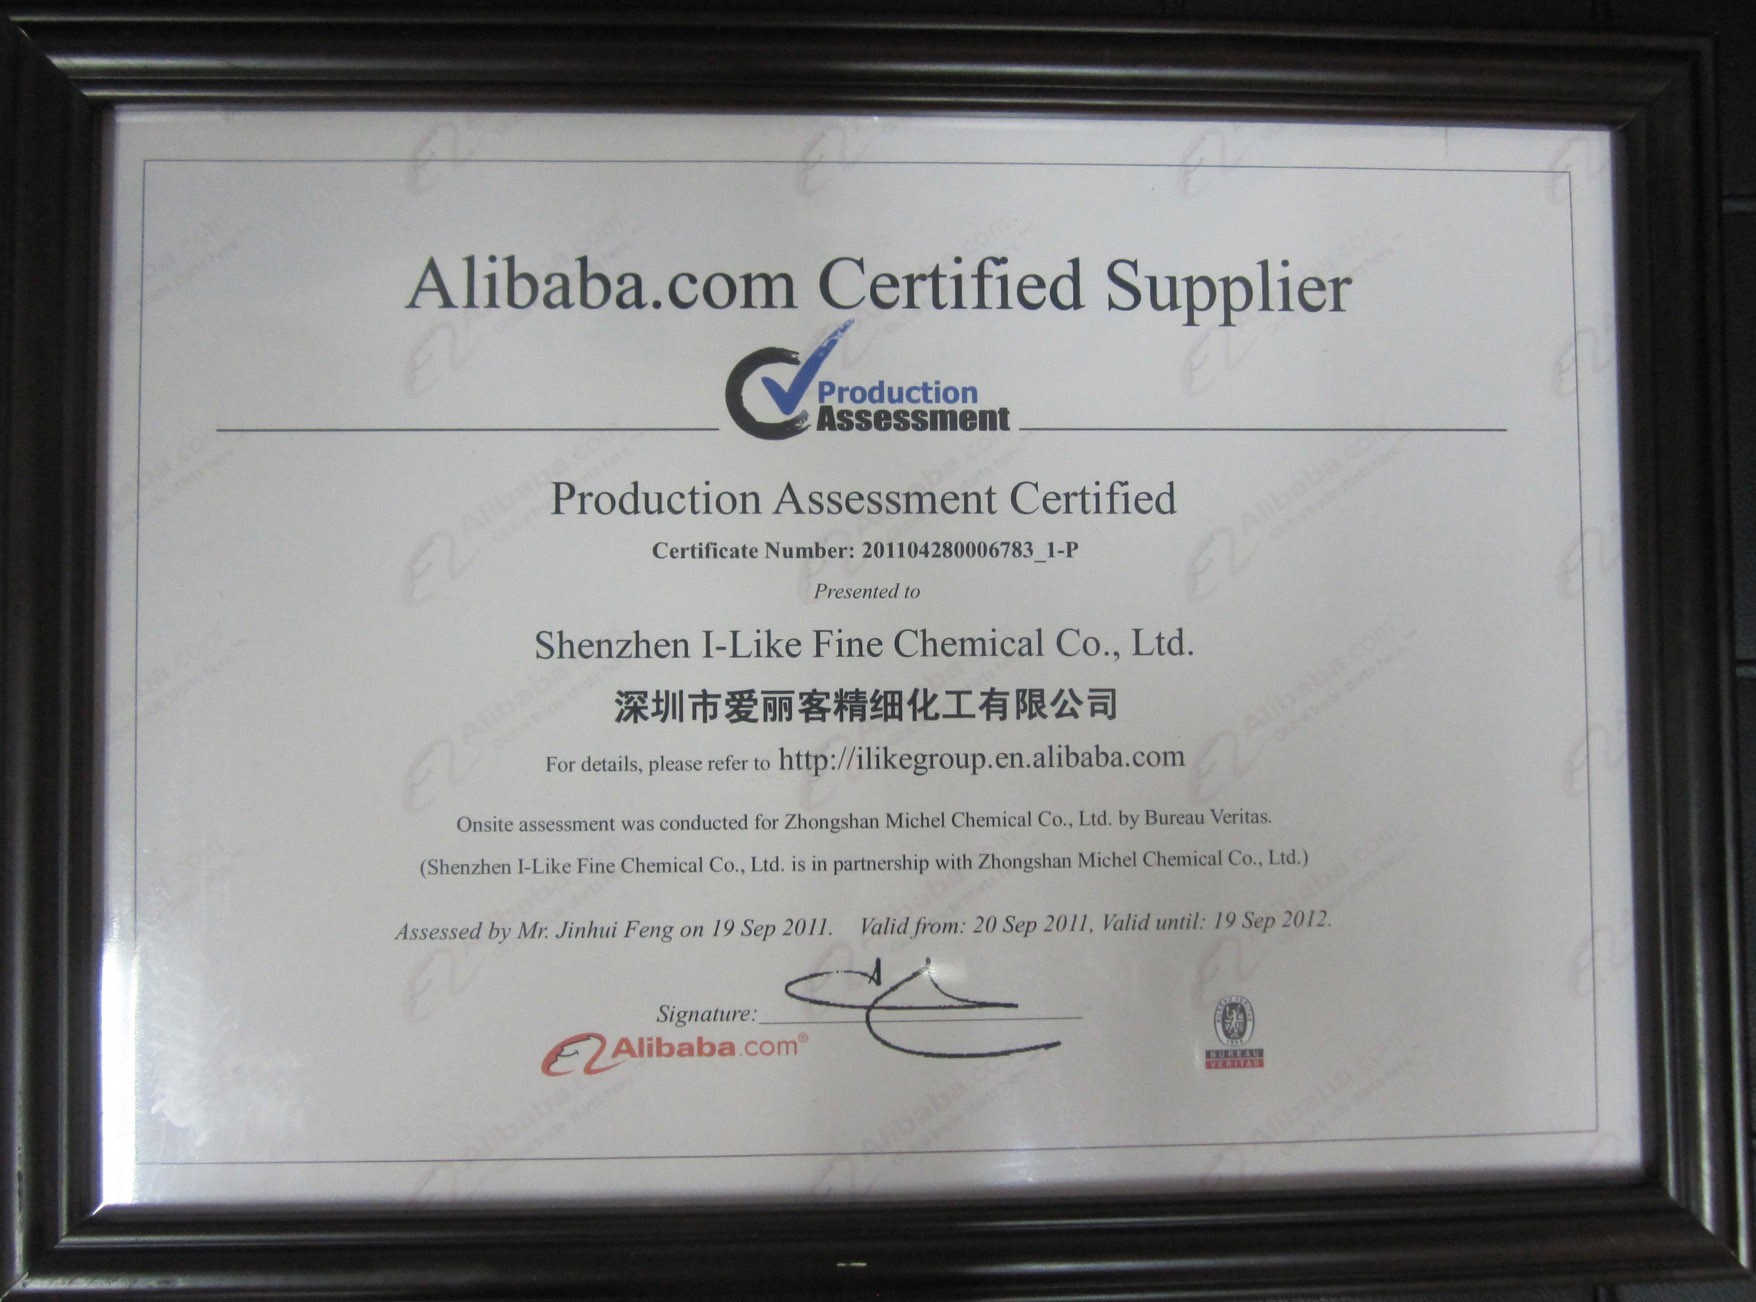 Alibaba.com Certified Supplier
Production
Assessment
Production Assessment Certified
Certificate Number: 201104280006783_1-P
Presented to
Shenzhen I-Like Fine Chemical Co., Ltd.
深圳市爱丽客精细化工有限公司
For details, please refer to http://ilikegroup.en.alibaba.com
Onsite assessment was conducted for Zhongshan Michel Chemical Co., Ltd. by Bureau Veritas.
(Shenzhen I-Like Fine Chemical Co., Ltd. is in partnership with Zhongshan Michel Chemical Co., Ltd.)
Assessed by Mr. Jinhui Feng on 19 Sep 2011. Valid from: 20 Sep 2011, Valid until: 19 Sep 2012.
Signature:
Alibaba.com®
BUREAU
VERITAS